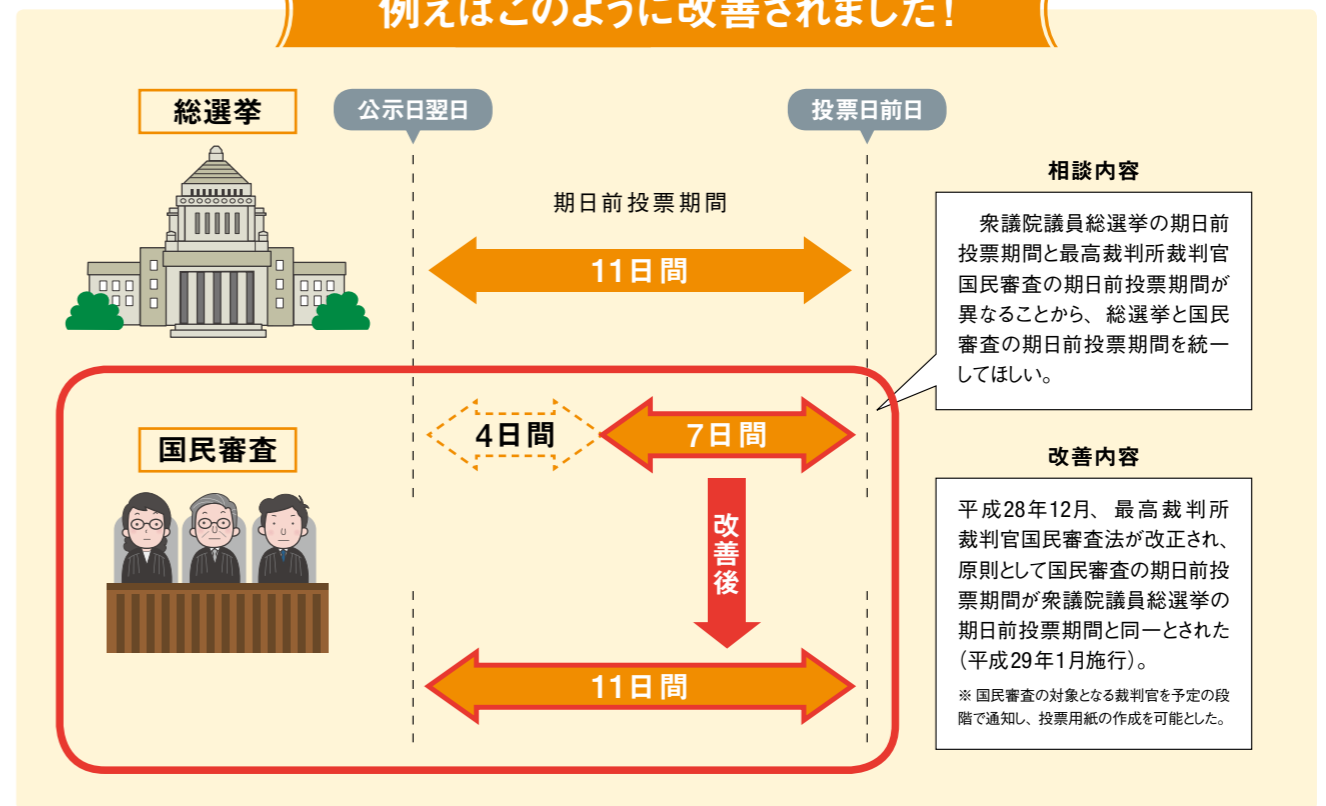 例えばこのように改善されました!
総選挙
公示日翌日
投票日前日
期日前投票期間
11日間
相談内容
衆議院議員総選挙の期日前
投票期間と最高裁判所裁判官
国民審査の期日前投票期間が
異なることから、総選挙と国民
審査の期日前投票期間を統一
してほしい。
国民審査
4日間
7日間
改善後
11日間
改善内容
平成28年12月、最高裁判所
裁判官国民審査法が改正され、
原則として国民審査の期日前投
票期間が衆議院議員総選挙の
期日前投票期間と同一とされた
(平成29年1月施行)。
※国民審査の対象となる裁判官を予定の段
階で通知し、投票用紙の作成を可能とした。